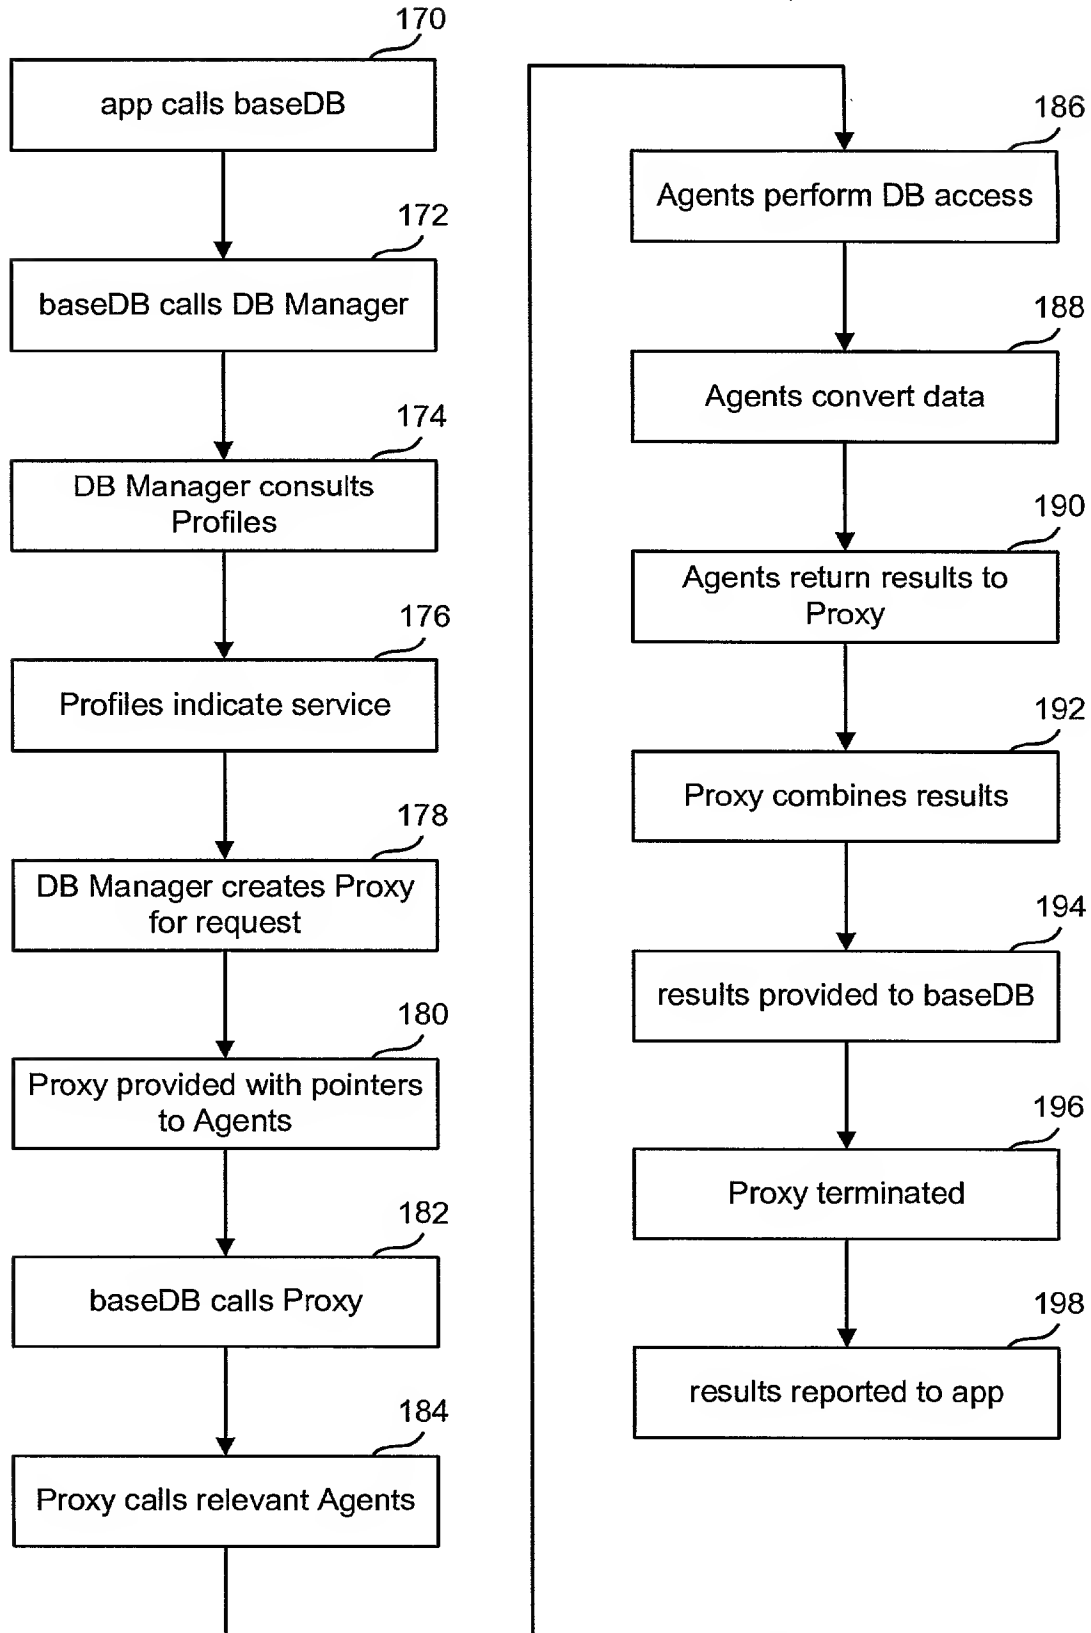 170
app calls baseDB
172
baseDB calls DB Manager
174
DB Manager consults
Profiles
176
Profiles indicate service
178
DB Manager creates Proxy
for request
180
Proxy provided with pointers
to Agents
182
baseDB calls Proxy
184
Proxy calls relevant Agents
186
Agents perform DB access
188
Agents convert data
190
Agents return results to
Proxy
192
Proxy combines results
194
results provided to baseDB
196
Proxy terminated
198
results reported to app